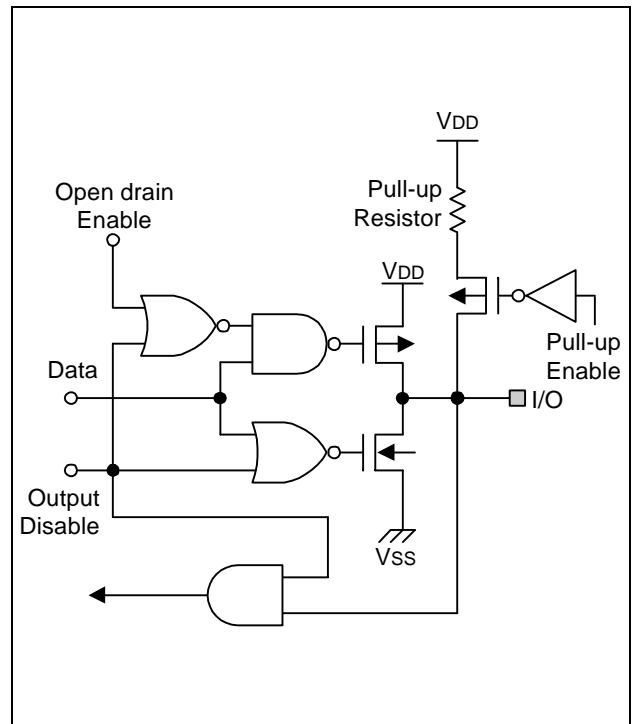 VDD
Pull-up
Resistor
Open drain
Enable
VDD
Pull-up
Enable
Data
I/O
Output
Disable
VSS